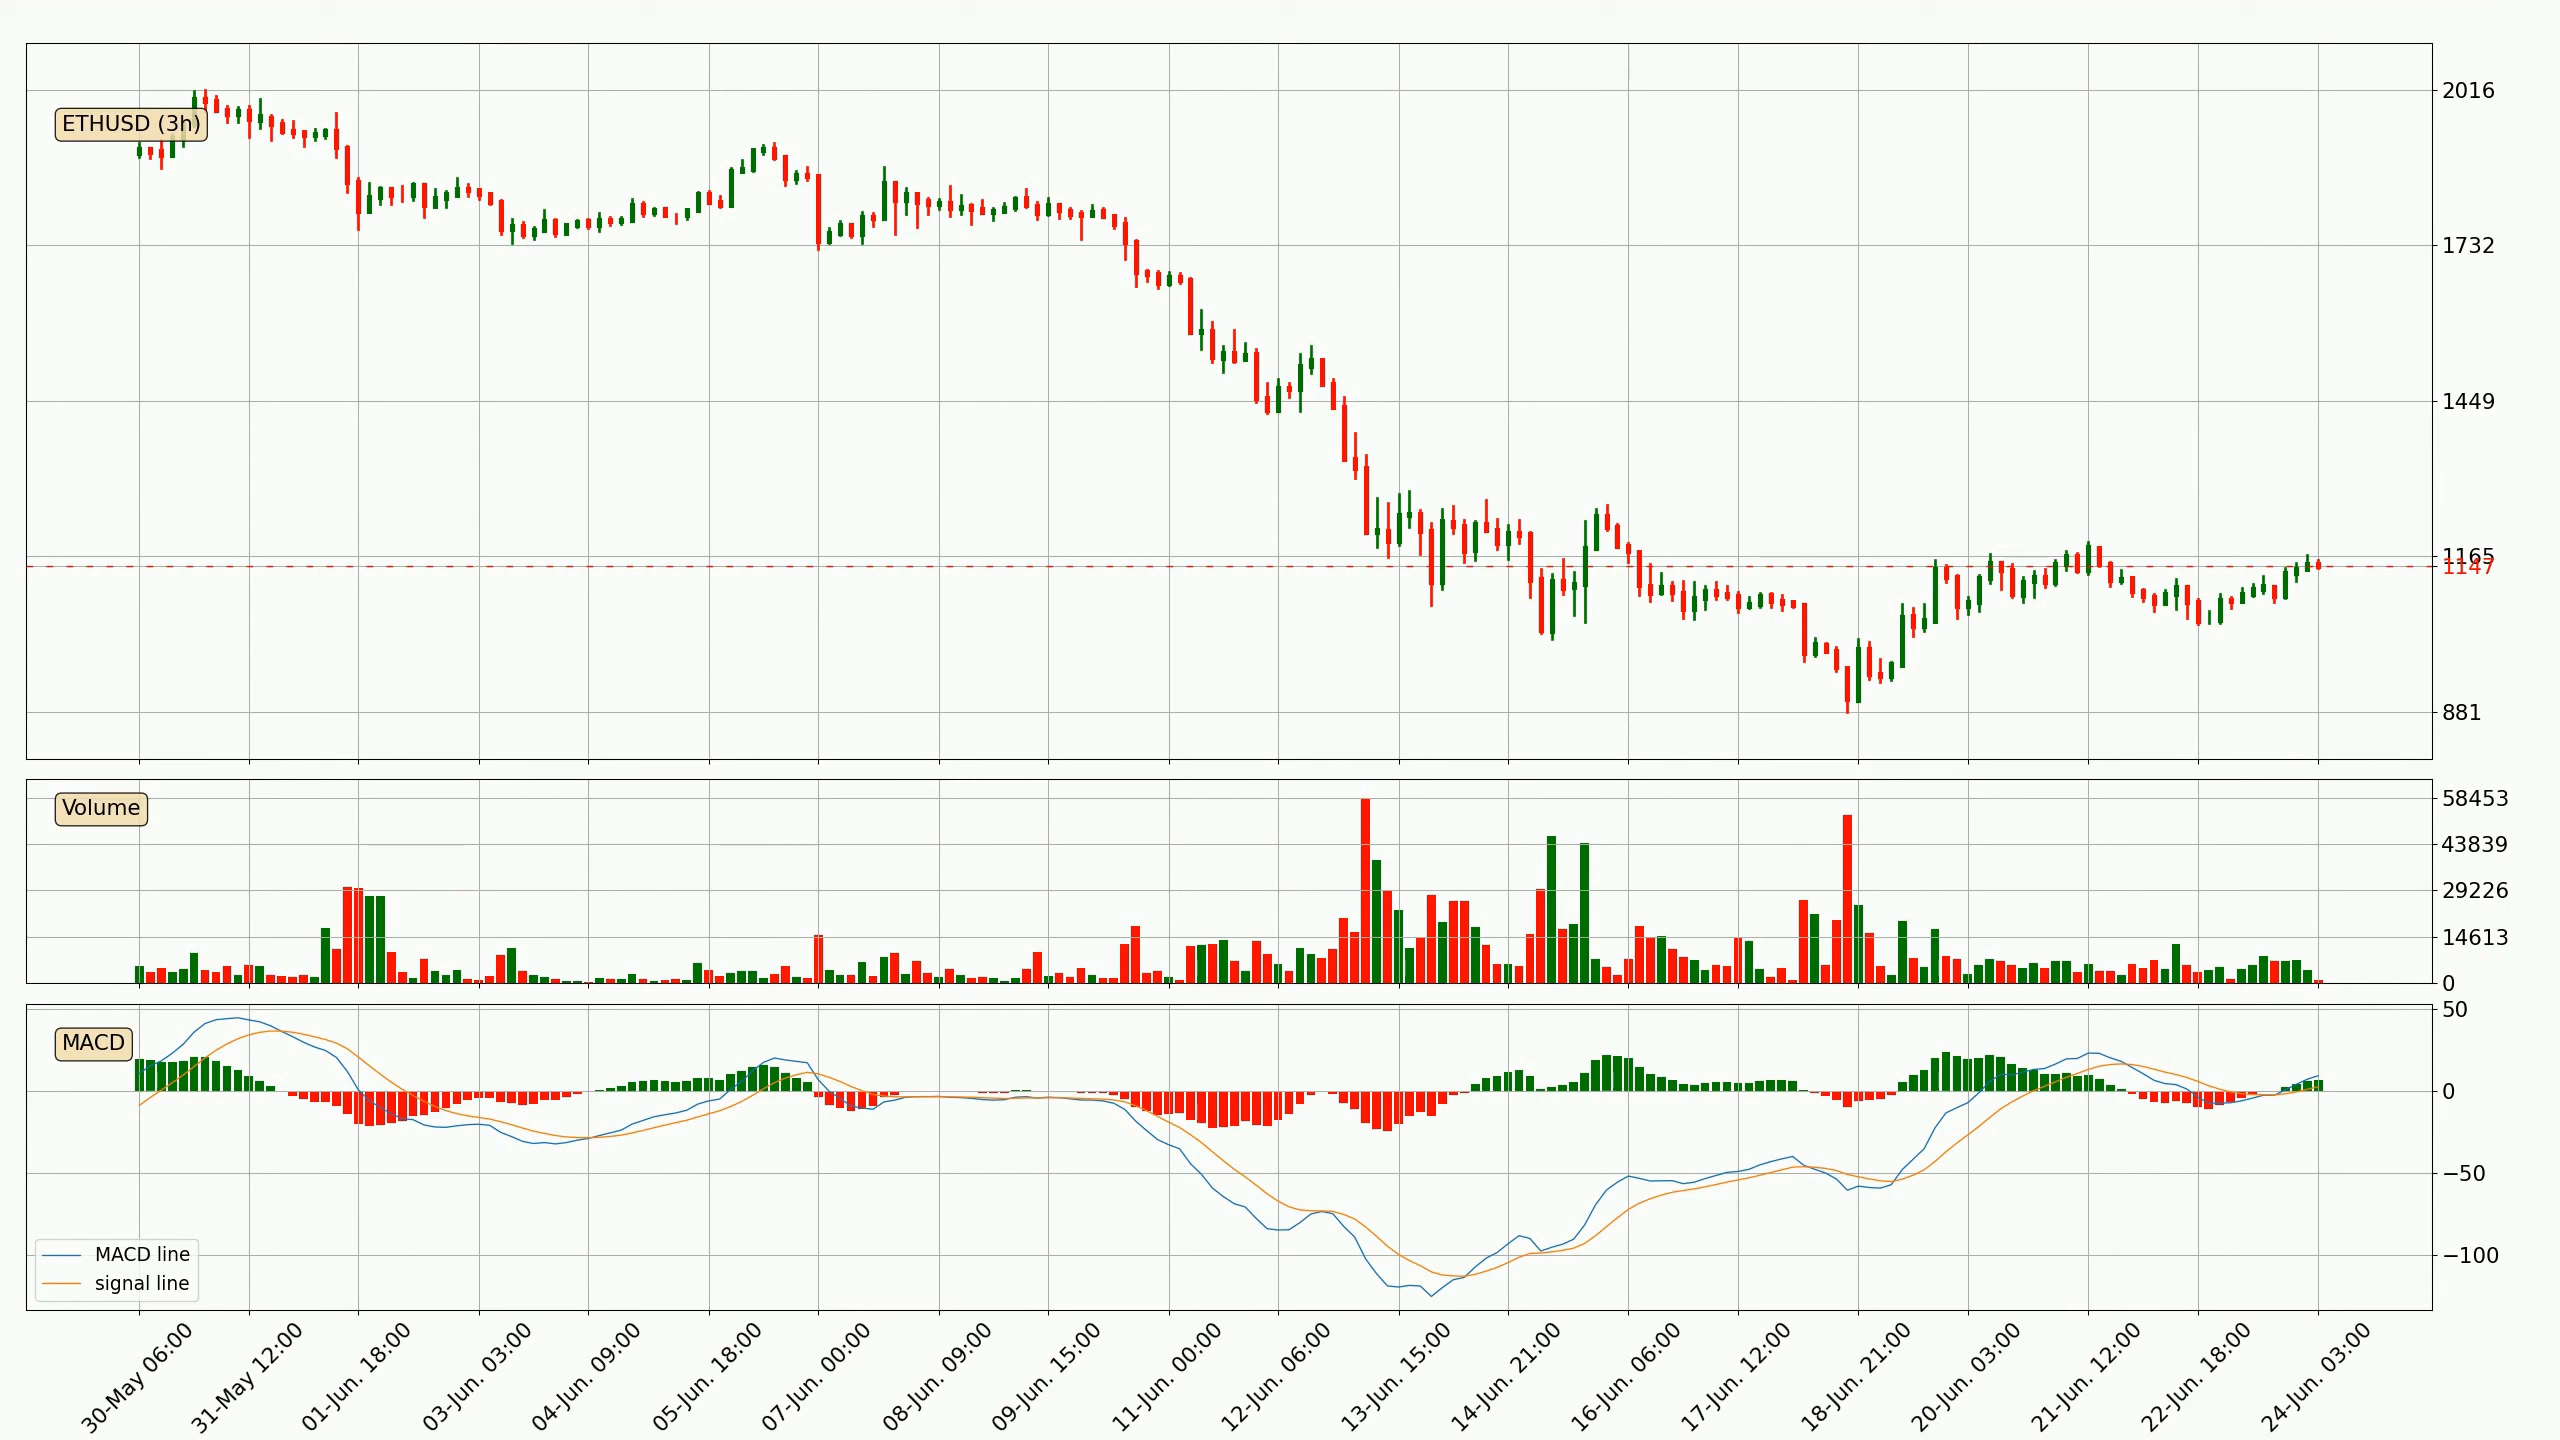 ETHUSD (3h)
2016
1732
1449
1165
1147
881
Volume
58453
43839
29226
14613
0
MACD
50
0
−50
−100
MACD line
signal line
30-May 06:00
31-May 12:00
01-Jun. 18:00
03-Jun. 03:00
04-Jun. 09:00
05-Jun. 18:00
07-Jun. 00:00
08-Jun. 09:00
09-Jun. 15:00
11-Jun. 00:00
12-Jun. 06:00
13-Jun. 15:00
14-Jun. 21:00
16-Jun. 06:00
17-Jun. 12:00
18-Jun. 21:00
20-Jun. 03:00
21-Jun. 12:00
22-Jun. 18:00
24-Jun. 03:00